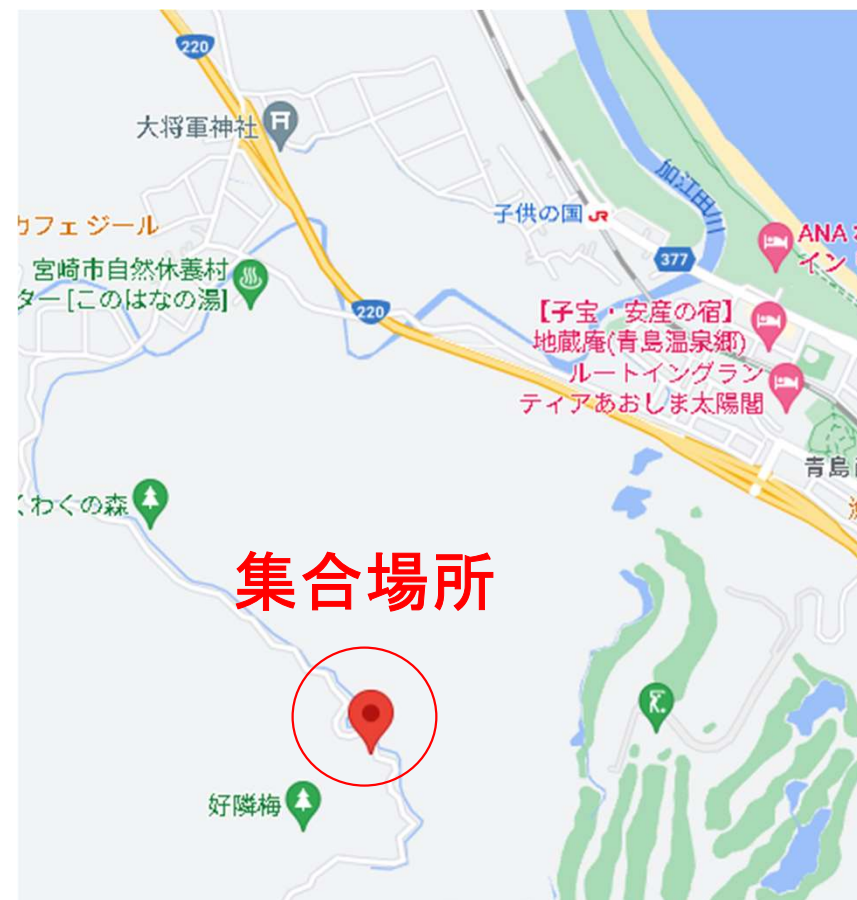 220
大将軍神社
加江田川
子供の国
JR
カフェ ジール
377
ANA
イン
宮崎市自然休養村
ター [このはなの湯]
220
【子宝・安産の宿】
地蔵庵(青島温泉郷)
ルートイングラン
ティアあおしま太陽閣
青島
くわくの森
集合場所
好隣梅